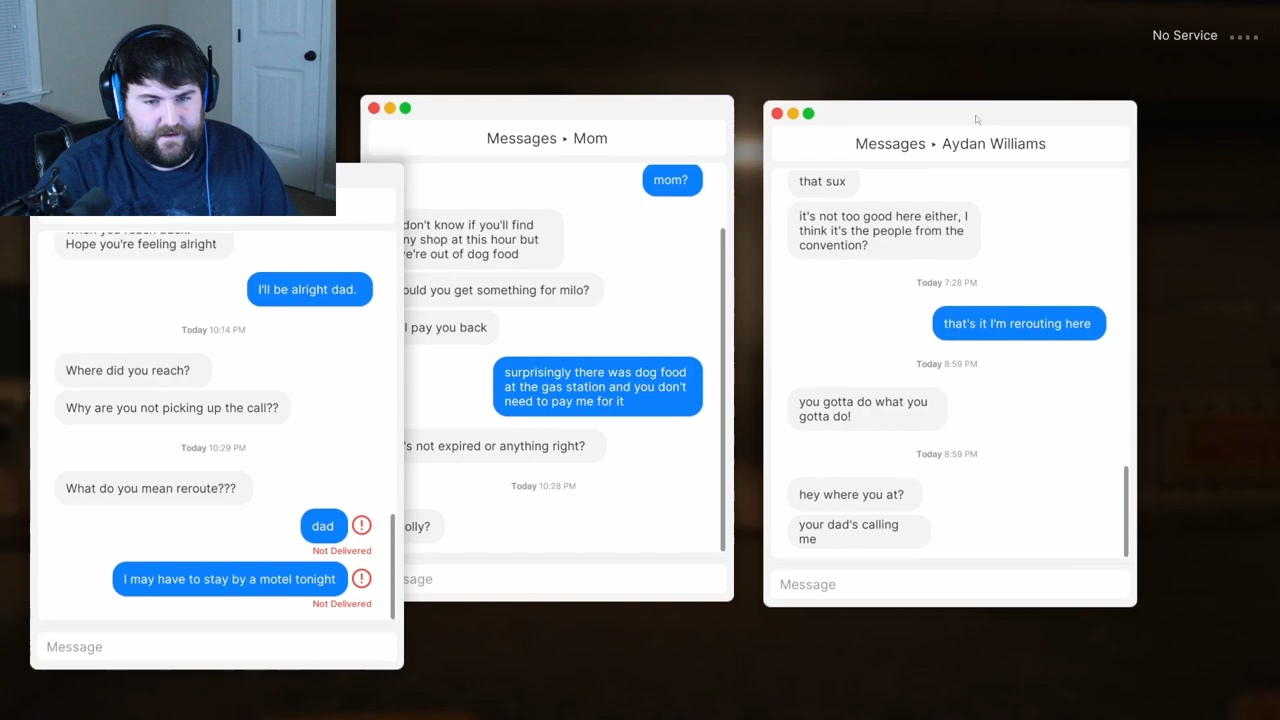 No Service
when you reach back.
Hope you're feeling alright
I'll be alright dad.
Today 10:14 PM
Where did you reach?
Why are you not picking up the call??
Today 10:29 PM
What do you mean reroute???
dad
Not Delivered
I may have to stay by a motel tonight
Not Delivered
Message
Messages ‣ Mom
mom?
don't know if you'll find
ny shop at this hour but
e're out of dog food
ould you get something for milo?
l pay you back
surprisingly there was dog food
at the gas station and you don't
need to pay me for it
's not expired or anything right?
Today 10:28 PM
olly?
sage
Messages ‣ Aydan Williams
that sux
it's not too good here either, I
think it's the people from the
convention?
Today 7:28 PM
that's it I'm rerouting here
Today 8:59 PM
you gotta do what you
gotta do!
Today 8:59 PM
hey where you at?
your dad's calling
me
Message